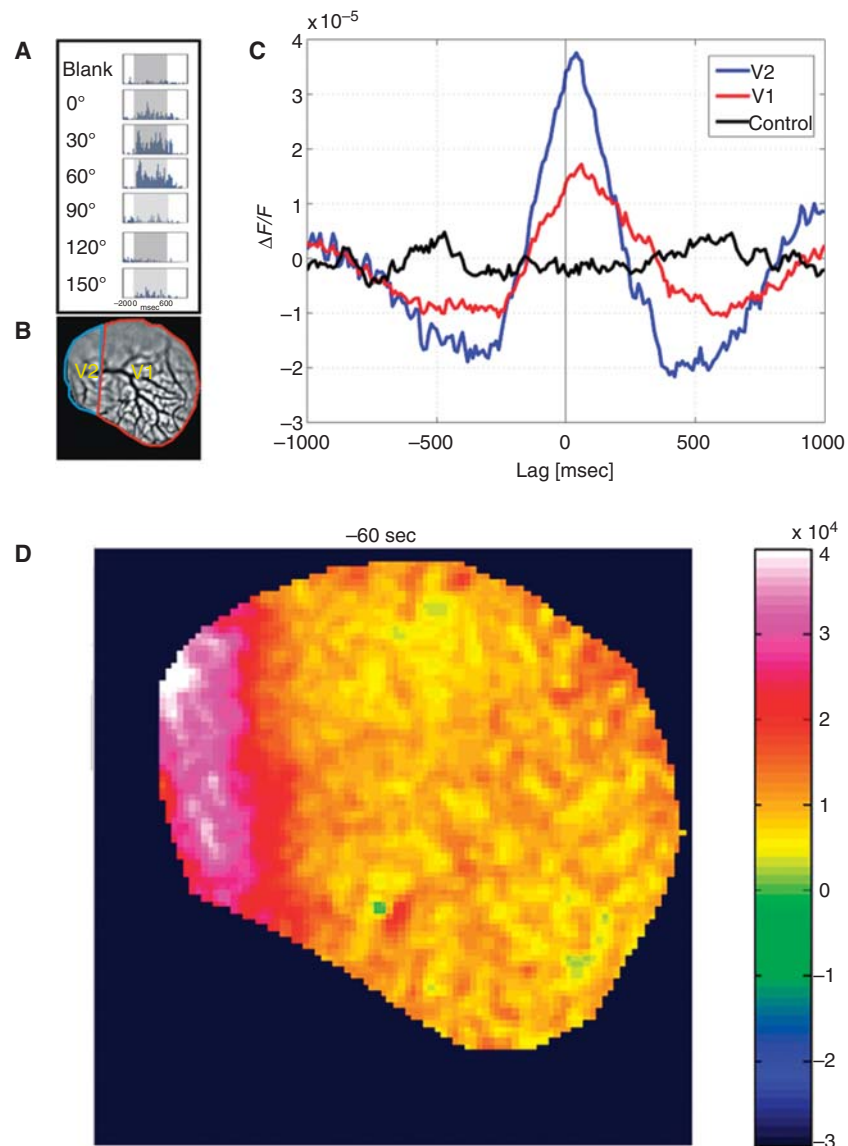 A
Blank
0°
30°
60°
90°
120°
150°
−2000 msec 600
B
V2 V1
C
x10⁻⁵
4
3
2
1
0
−1
−2
−3
ΔF/F
−1000 −500 0 500 1000
Lag [msec]
V2
V1
Control
D
−60 sec
x 10⁴
4
3
2
1
0
−1
−2
−3